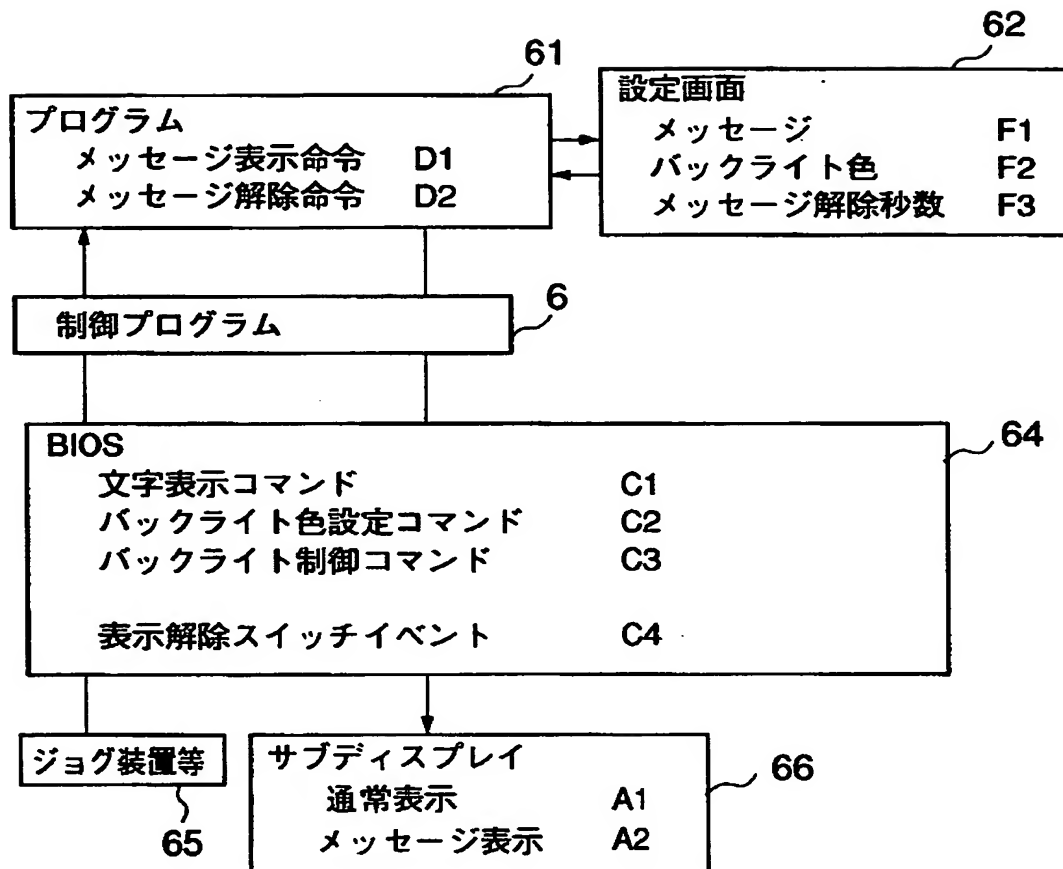 62
61
設定画面
メッセージ F1
バックライト色 F2
メッセージ解除秒数 F3
プログラム
メッセージ表示命令 D1
メッセージ解除命令 D2
6
制御プログラム
64
BIOS
文字表示コマンド C1
バックライト色設定コマンド C2
バックライト制御コマンド C3
表示解除スイッチイベント C4
ジョグ装置等
65
サブディスプレイ
通常表示 A1
メッセージ表示 A2
66